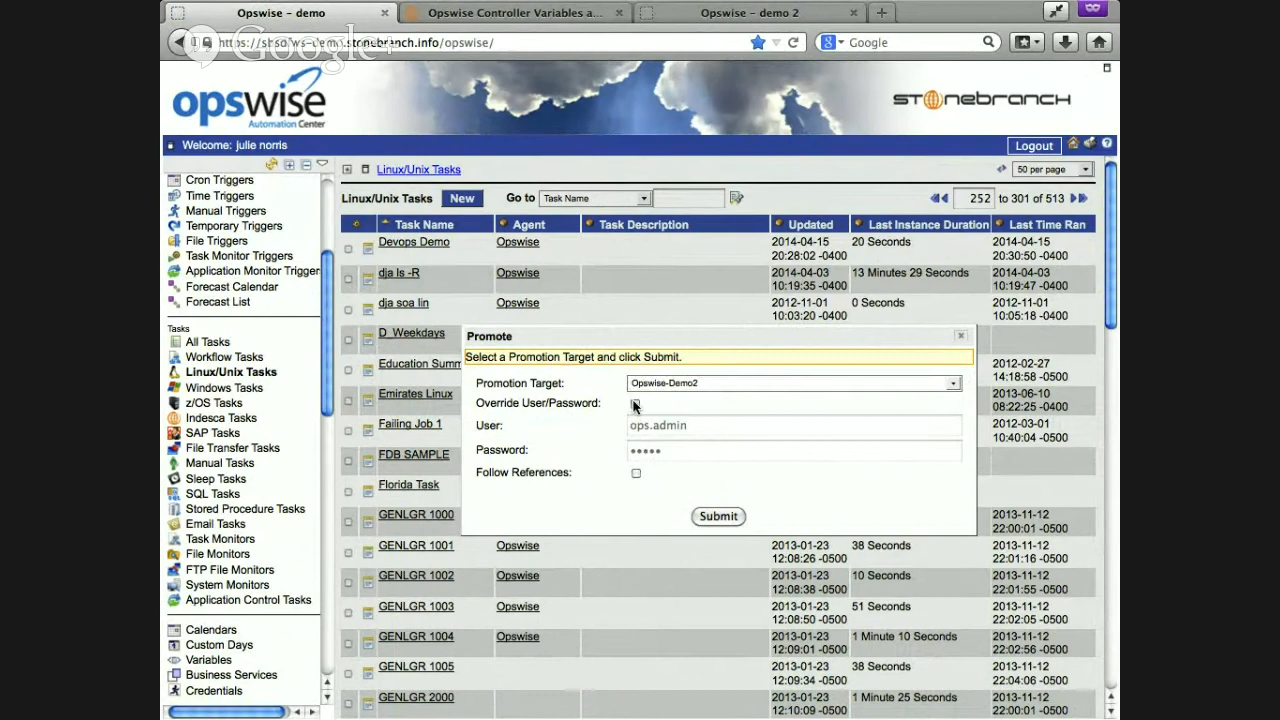 Opswise – demo
Opswise Controller Variables a...
Opswise – demo 2
https://sbsdfws-demo.stonebranch.info/opswise/
Google
Google+
opswise
Automation Center
STONEBRANCH
Welcome: julie norris
Logout
Cron Triggers
Time Triggers
Manual Triggers
Temporary Triggers
File Triggers
Task Monitor Triggers
Application Monitor Triggers
Forecast Calendar
Forecast List
Tasks
All Tasks
Workflow Tasks
Linux/Unix Tasks
Windows Tasks
z/OS Tasks
Indesca Tasks
SAP Tasks
File Transfer Tasks
Manual Tasks
Sleep Tasks
SQL Tasks
Stored Procedure Tasks
Email Tasks
Task Monitors
File Monitors
FTP File Monitors
System Monitors
Application Control Tasks
Calendars
Custom Days
Variables
Business Services
Credentials
Linux/Unix Tasks
50 per page
Linux/Unix Tasks New Go to Task Name 252 to 301 of 513
Task Name Agent Task Description Updated Last Instance Duration Last Time Ran
Devops Demo Opswise 2014-04-15 20 Seconds 2014-04-15
20:28:02 -0400 20:30:50 -0400
dja ls -R Opswise 2014-04-03 13 Minutes 29 Seconds 2014-04-03
10:19:35 -0400 10:19:47 -0400
dja soa lin Opswise 2012-11-01 0 Seconds 2012-11-01
10:03:20 -0400 10:05:18 -0400
D_Weekdays
Education Summ 2012-02-27
14:18:58 -0500
Emirates Linux 2013-06-10
08:22:25 -0400
Failing Job 1 2012-03-01
10:40:04 -0500
FDB SAMPLE
Florida Task
GENLGR 1000 2013-11-12
22:00:01 -0500
Promote
Select a Promotion Target and click Submit.
Promotion Target: Opswise-Demo2
Override User/Password:
User: ops.admin
Password: •••••
Follow References:
Submit
GENLGR 1001 Opswise 2013-01-23 38 Seconds 2013-11-12
12:08:26 -0500 22:01:16 -0500
GENLGR 1002 Opswise 2013-01-23 10 Seconds 2013-11-12
12:08:38 -0500 22:01:55 -0500
GENLGR 1003 Opswise 2013-01-23 51 Seconds 2013-11-12
12:08:50 -0500 22:02:05 -0500
GENLGR 1004 Opswise 2013-01-23 1 Minute 10 Seconds 2013-11-12
12:09:01 -0500 22:02:56 -0500
GENLGR 1005 2013-01-23 38 Seconds 2013-11-12
12:09:34 -0500 22:04:06 -0500
GENLGR 2000 2013-01-23 1 Minute 25 Seconds 2013-11-12
12:10:09 -0500 22:00:01 -0500